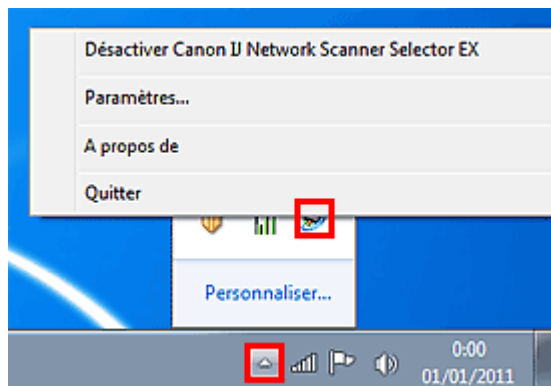 Désactiver Canon IJ Network Scanner Selector EX
Paramètres...
A propos de
Quitter
Personnaliser...
0:00
01/01/2011